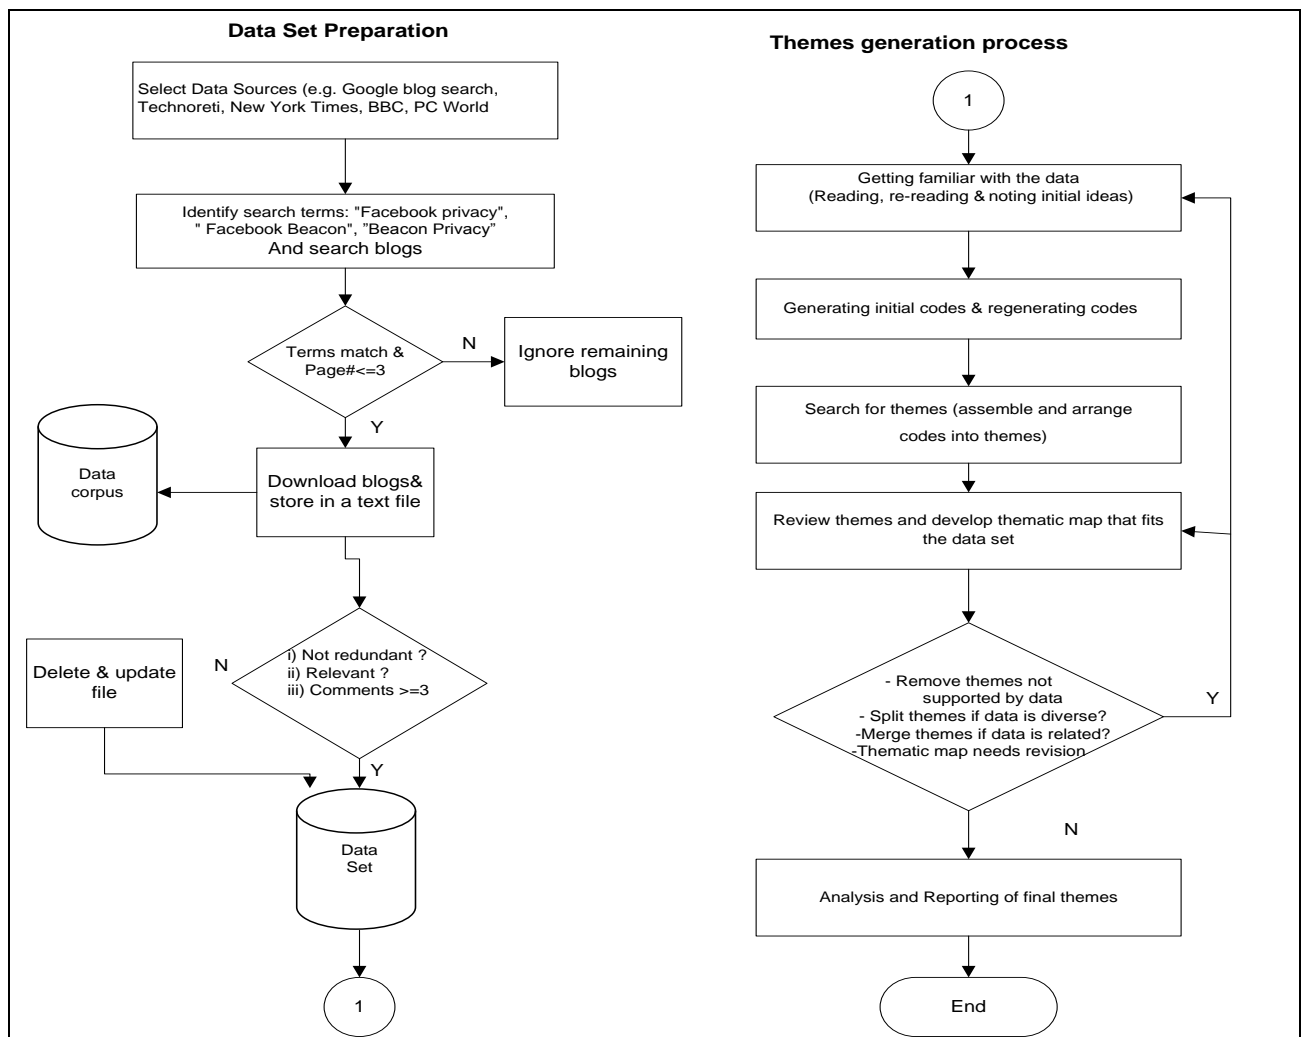 Data Set Preparation
Select Data Sources (e.g. Google blog search,
Technoreti, New York Times, BBC, PC World
Identify search terms: "Facebook privacy",
" Facebook Beacon", ”Beacon Privacy”
And search blogs
Terms match &
Page#<=3
N
Ignore remaining
blogs
Y
Data
corpus
Download blogs&
store in a text file
Delete & update
file
N
i) Not redundant ?
ii) Relevant ?
iii) Comments >=3
Y
Data
Set
1
Themes generation process
1
Getting familiar with the data
(Reading, re-reading & noting initial ideas)
Generating initial codes & regenerating codes
Search for themes (assemble and arrange
codes into themes)
Review themes and develop thematic map that fits
the data set
- Remove themes not
supported by data
- Split themes if data is diverse?
-Merge themes if data is related?
-Thematic map needs revision
Y
N
Analysis and Reporting of final themes
End